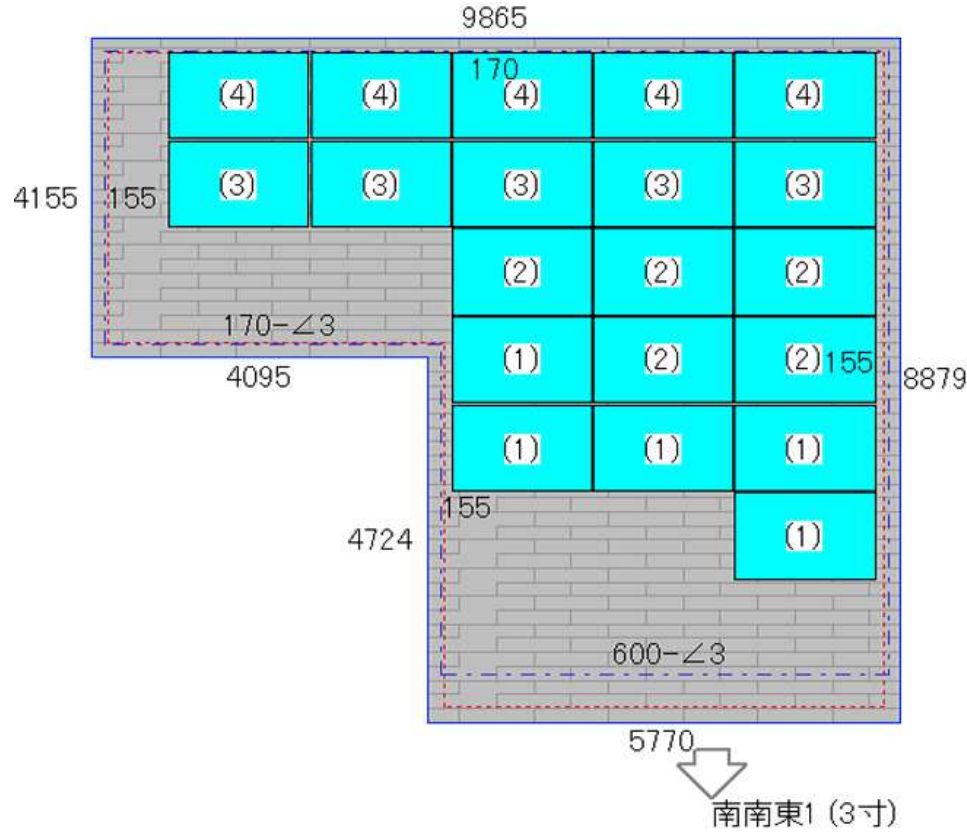 9865
(4) (4) 170 (4) (4) (4)
4155 155 (3) (3) (3) (3) (3)
(2) (2) (2)
170-∠3
(1) (2) (2) 155
4095 8879
(1) (1) (1)
155
4724 (1)
600-∠3
5770
南南東1 (3寸)